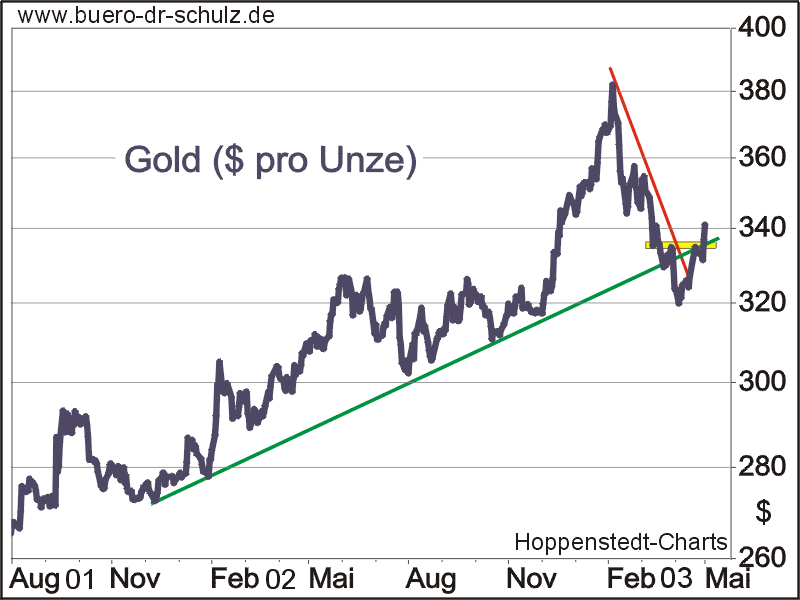 www.buero-dr-schulz.de
400
380
Gold ($ pro Unze)
360
340
320
300
280
$
Hoppenstedt-Charts
260
Aug 01 Nov Feb 02 Mai Aug Nov Feb 03 Mai